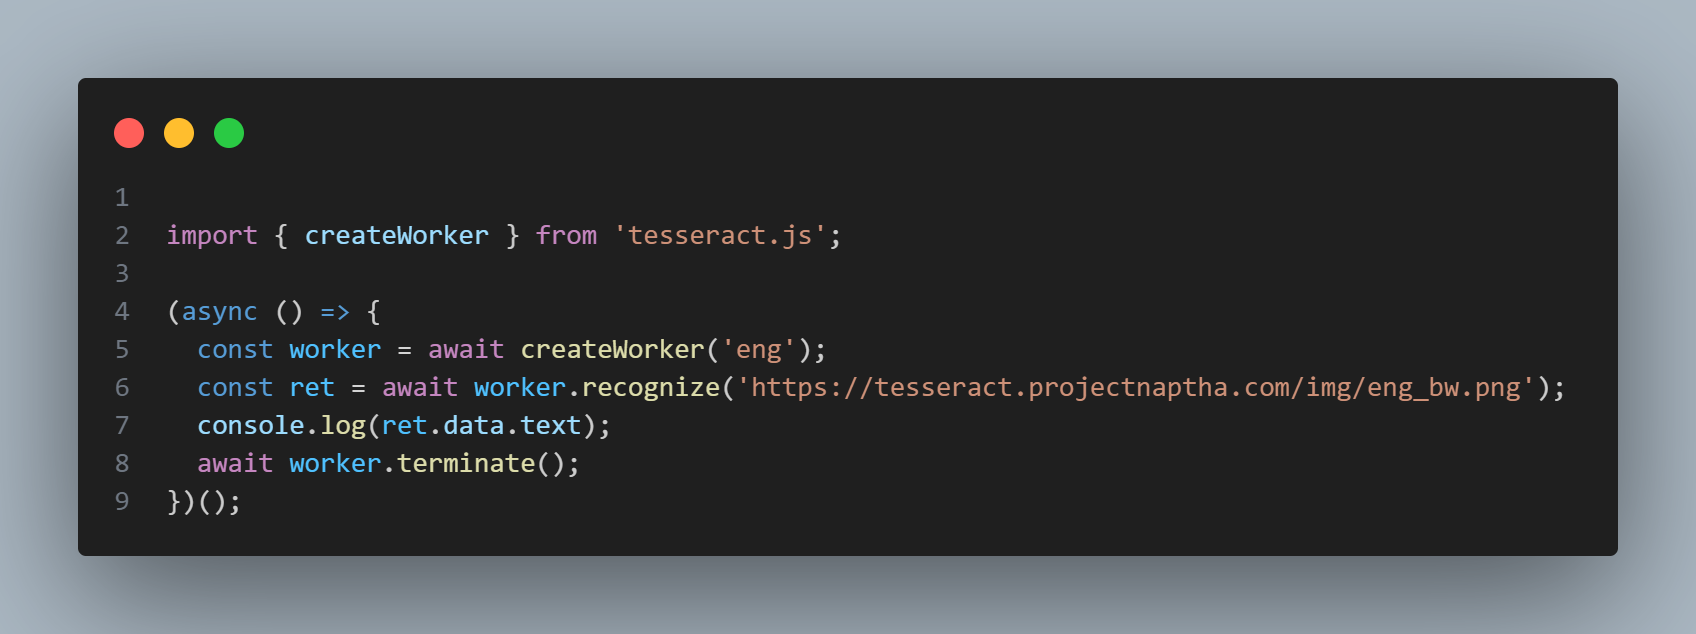 1
2 import { createWorker } from 'tesseract.js';
3
4 (async () => {
5   const worker = await createWorker('eng');
6   const ret = await worker.recognize('https://tesseract.projectnaptha.com/img/eng_bw.png');
7   console.log(ret.data.text);
8   await worker.terminate();
9 })();